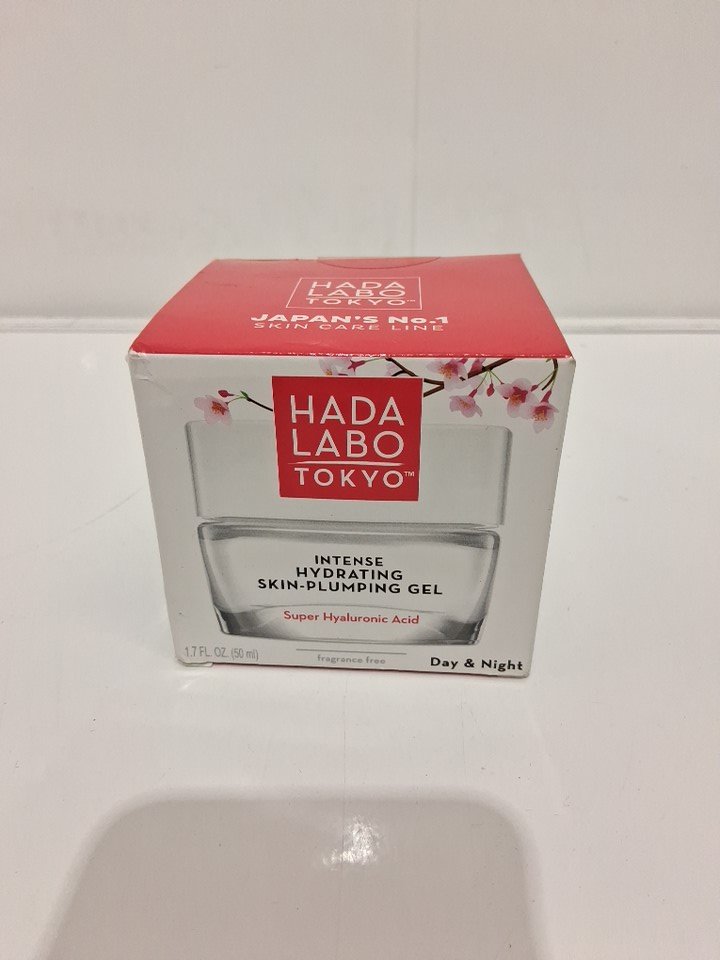 HADA
LABO
TOKYO™
JAPAN'S No.1
SKIN CARE LINE
HADA
LABO
TOKYO™
INTENSE
HYDRATING
SKIN-PLUMPING GEL
Super Hyaluronic Acid
1.7 FL. OZ. (50 ml)
fragrance free
Day & Night